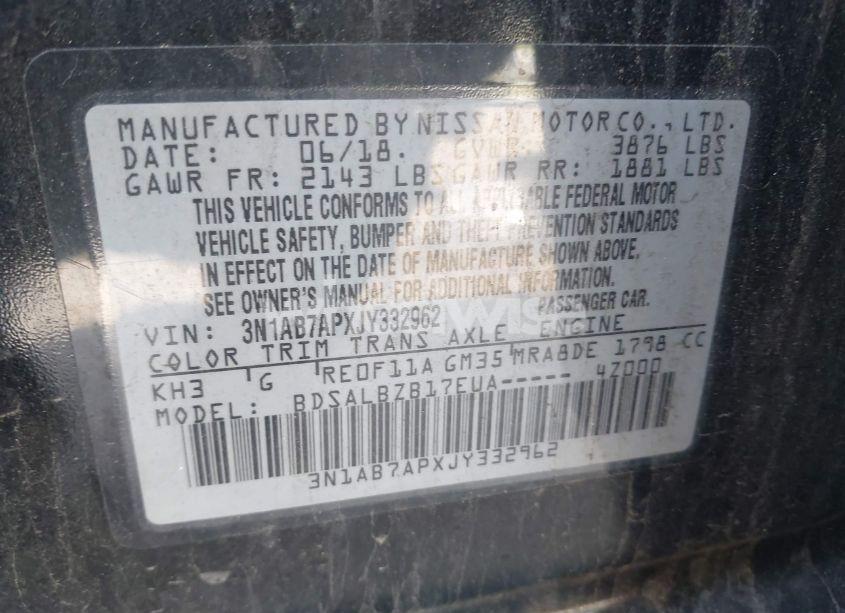 MANUFACTURED BY NISSAN MOTOR CO., LTD.
DATE: 06/18. GVWR: 3876 LBS
GAWR FR: 2143 LBS GAWR RR: 1881 LBS
THIS VEHICLE CONFORMS TO ALL APPLICABLE FEDERAL MOTOR
VEHICLE SAFETY, BUMPER AND THEFT PREVENTION STANDARDS
IN EFFECT ON THE DATE OF MANUFACTURE SHOWN ABOVE.
SEE OWNER'S MANUAL FOR ADDITIONAL INFORMATION.
VIN: 3N1AB7APXJY332962 PASSENGER CAR.
COLOR TRIM TRANS AXLE ENGINE
KH3 G RE0F11A GM35 MRA8DE 1798 CC
MODEL: BDSALBZB17EUA----- 4Z000
3N1AB7APXJY332962